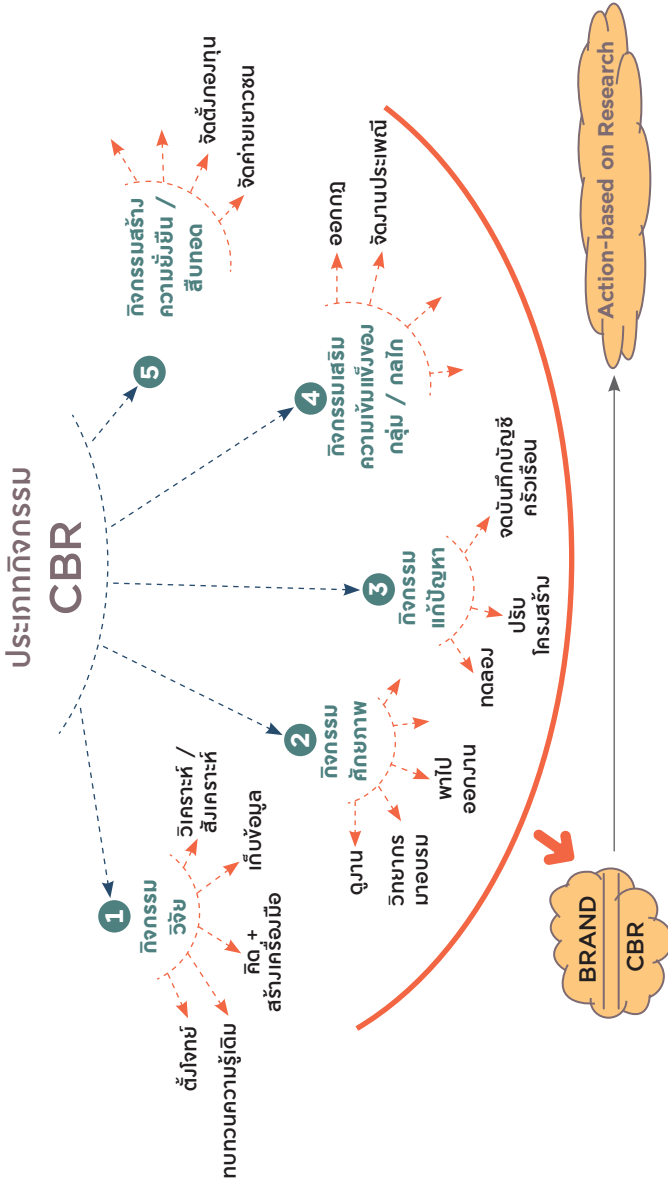 ประเภทกิจกรรม
CBR
1
กิจกรรม
วิจัย
ตั้งโจทย์
ทบทวนความรู้เดิม
คิด +
สร้างเครื่องมือ
เก็บข้อมูล
วิเคราะห์ /
สังเคราะห์
2
กิจกรรม
ศักยภาพ
ดูงาน
วิทยากร
มาอบรม
พาไป
ออกงาน
3
กิจกรรม
แก้ปัญหา
ทดลอง
ปรับ
โครงสร้าง
จดบันทึกบัญชี
ครัวเรือน
4
กิจกรรมเสริม
ความเข้มแข็งของ
กลุ่ม / กลไก
ออกกฎ
จัดงานประเพณี
5
กิจกรรมสร้าง
ความยั่งยืน /
สืบทอด
จัดตั้งกองทุน
จัดค่ายเยาวชน
BRAND
CBR
Action-based on Research